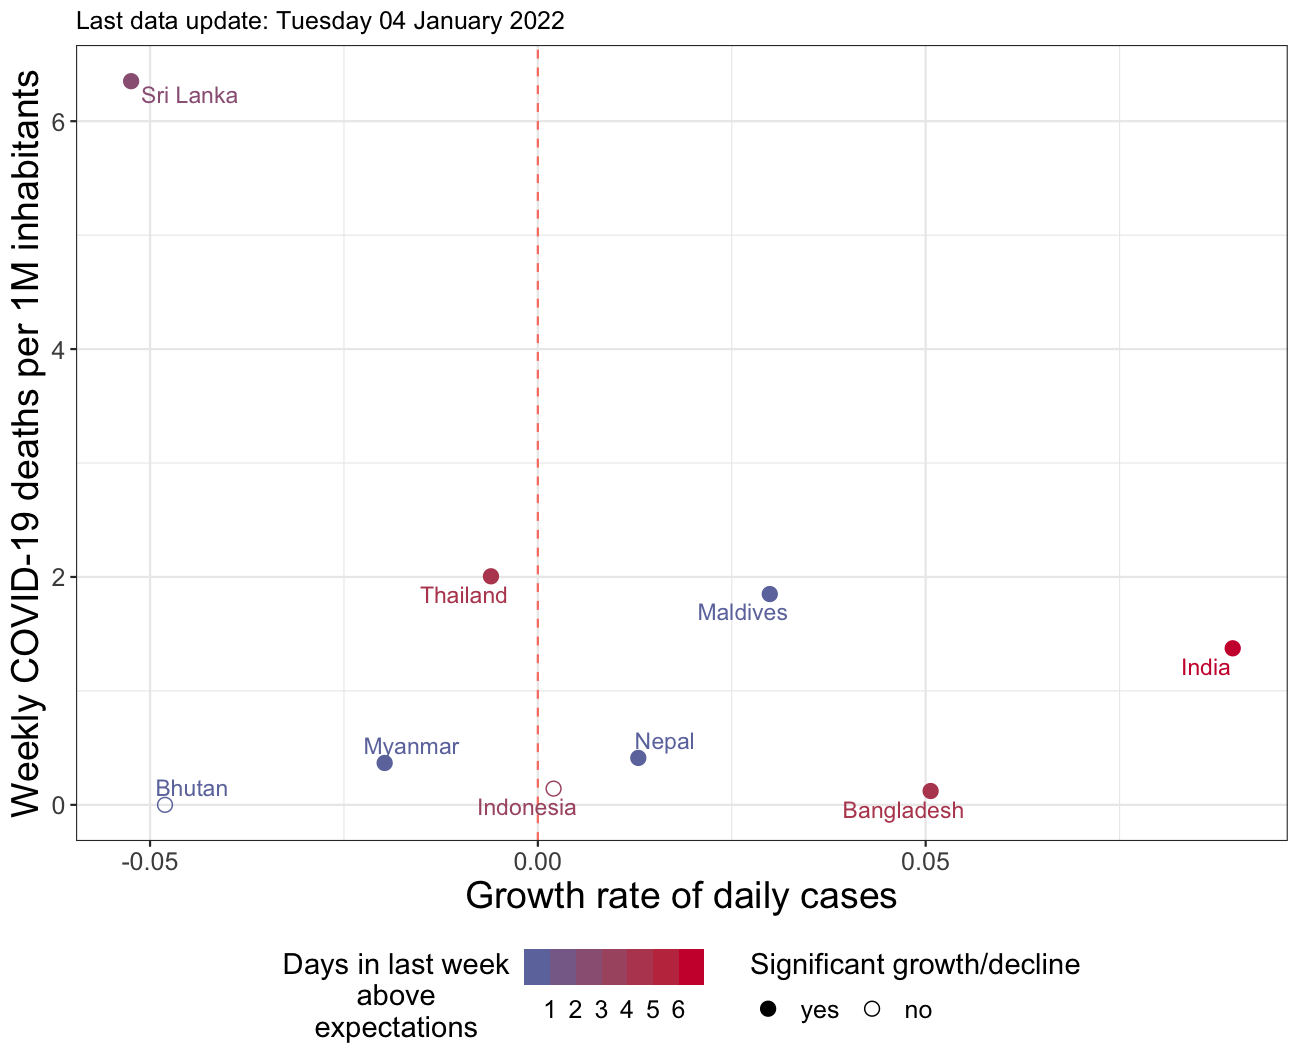 Last data update: Tuesday 04 January 2022
Weekly COVID-19 deaths per 1M inhabitants
6
4
2
0
Sri Lanka
Thailand
Maldives
India
Myanmar
Nepal
Bhutan
Indonesia
Bangladesh
-0.05 0.00 0.05
Growth rate of daily cases
Days in last week
above
expectations
1 2 3 4 5 6
Significant growth/decline
yes no